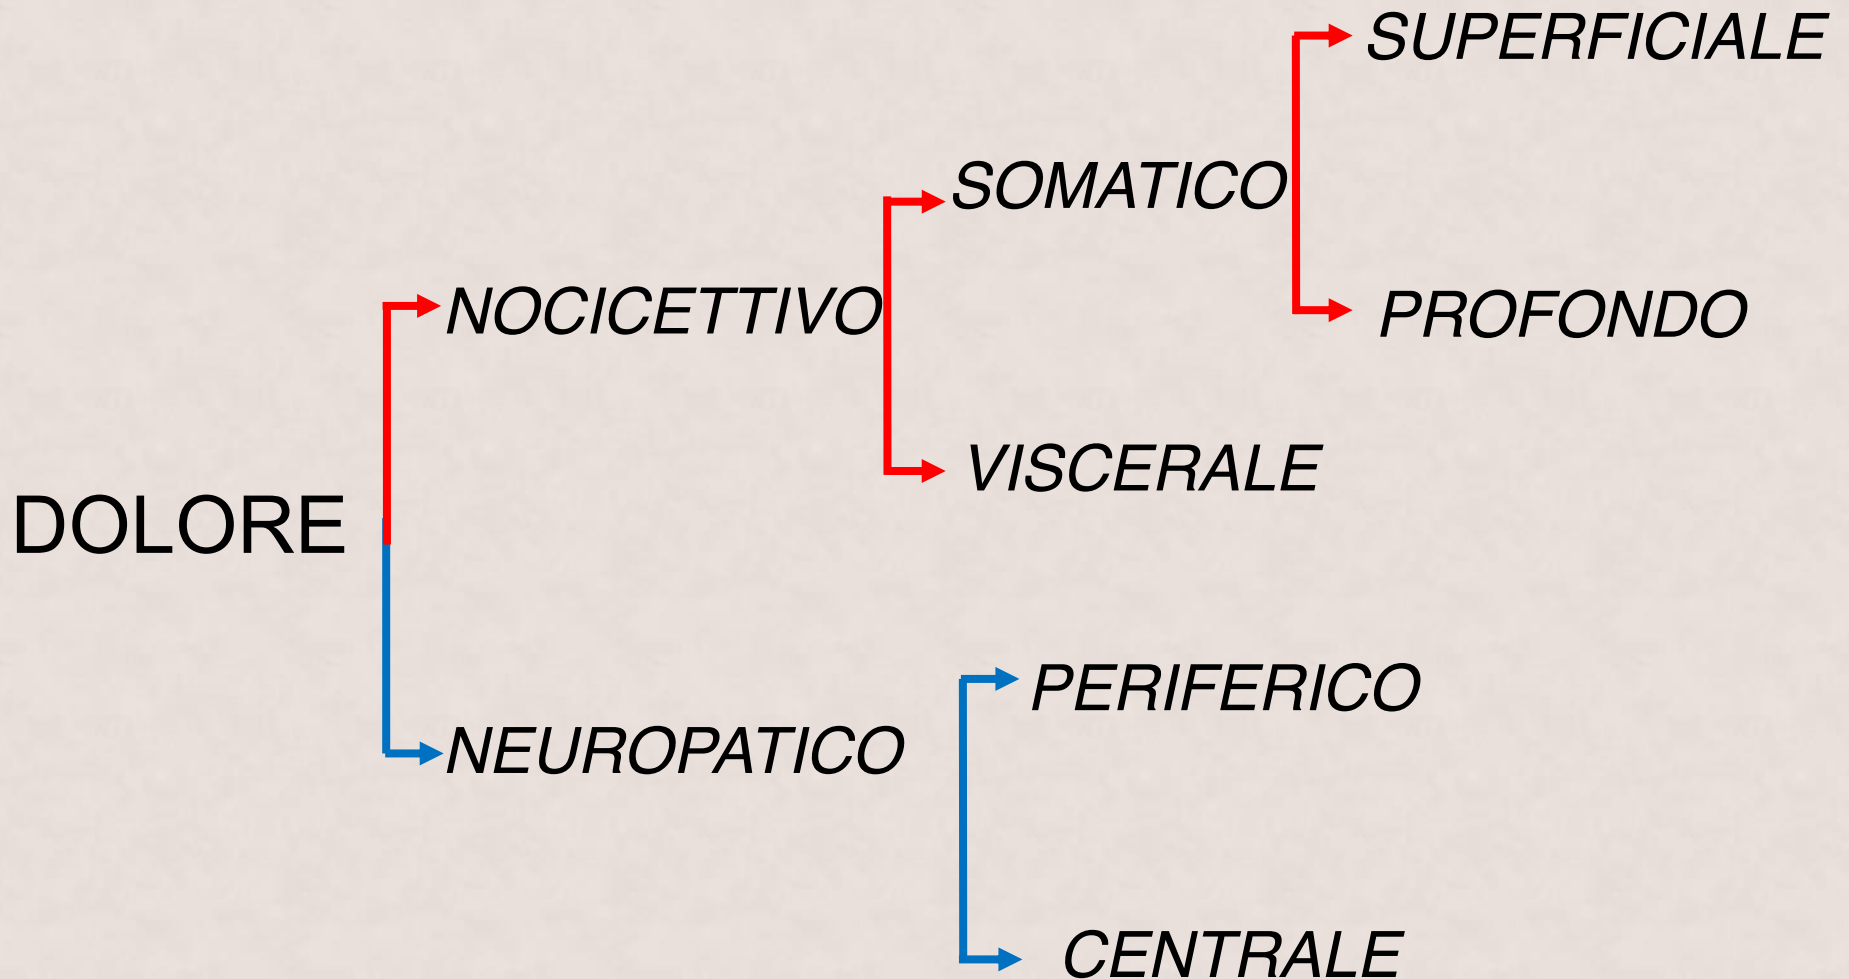 SUPERFICIALE
SOMATICO
NOCICETTIVO
PROFONDO
VISCERALE
DOLORE
PERIFERICO
NEUROPATICO
CENTRALE